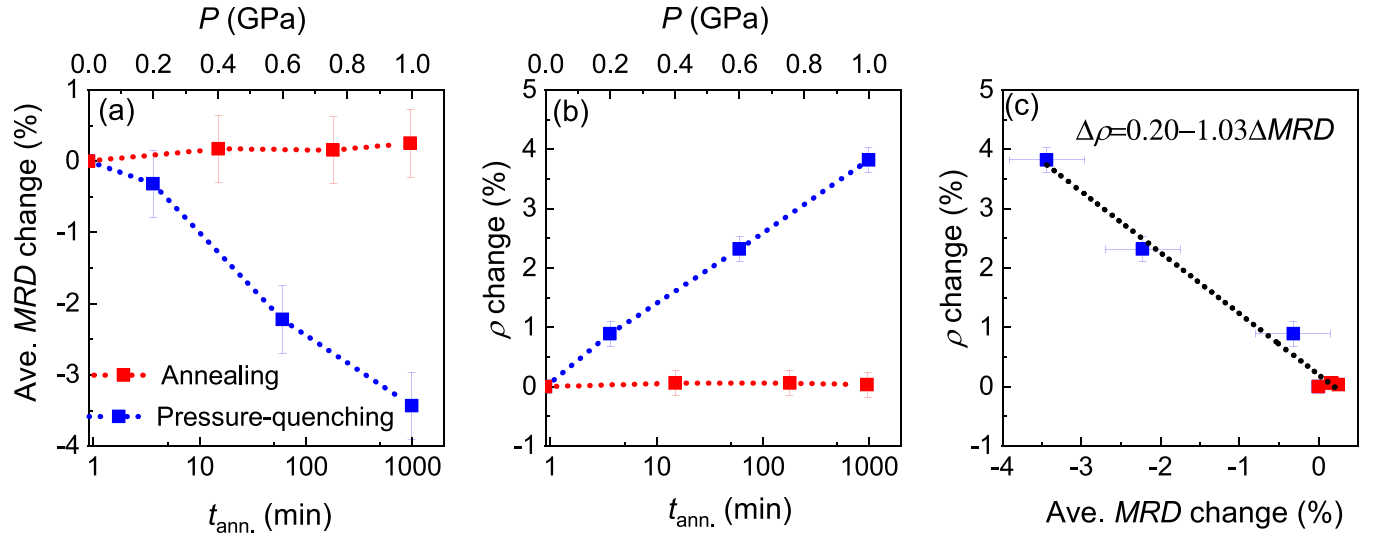 P (GPa)
0.0 0.2 0.4 0.6 0.8 1.0
(a)
Ave. MRD change (%)
1
0
-1
-2
-3
-4
Annealing
Pressure-quenching
1 10 100 1000
t_ann. (min)
P (GPa)
0.0 0.2 0.4 0.6 0.8 1.0
(b)
ρ change (%)
5
4
3
2
1
0
-1
1 10 100 1000
t_ann. (min)
(c)
Δρ=0.20−1.03ΔMRD
ρ change (%)
5
4
3
2
1
0
-1
-4 -3 -2 -1 0
Ave. MRD change (%)